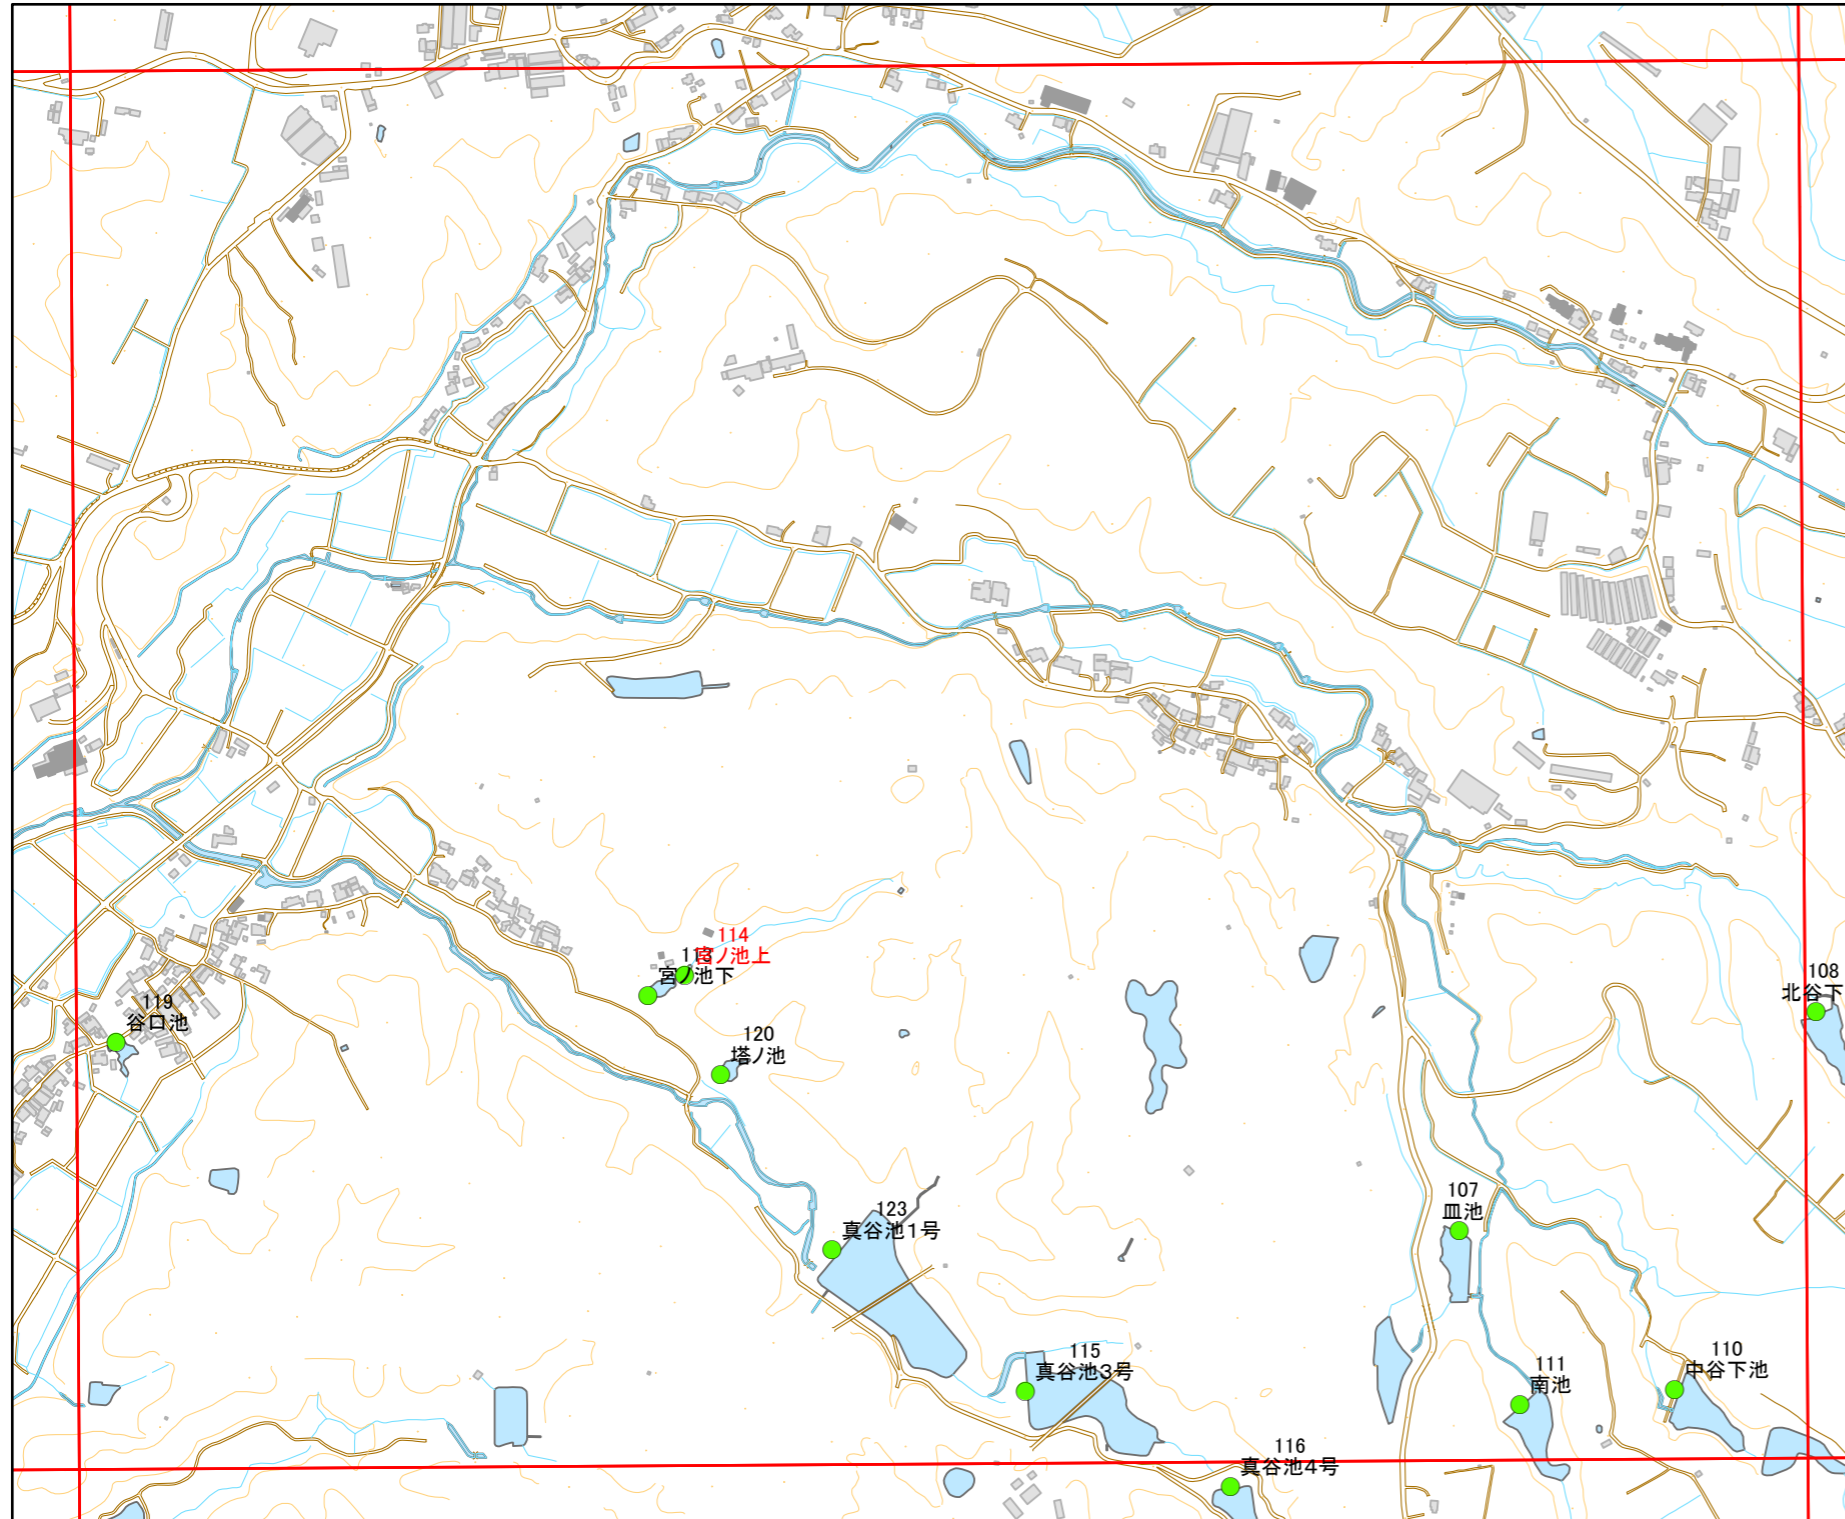 114
宮ノ池上
113
宮ノ池下
108
北谷下
119
谷口池
120
塔ノ池
107
皿池
123
真谷池1号
115
真谷池3号
110
中谷下池
111
南池
116
真谷池4号